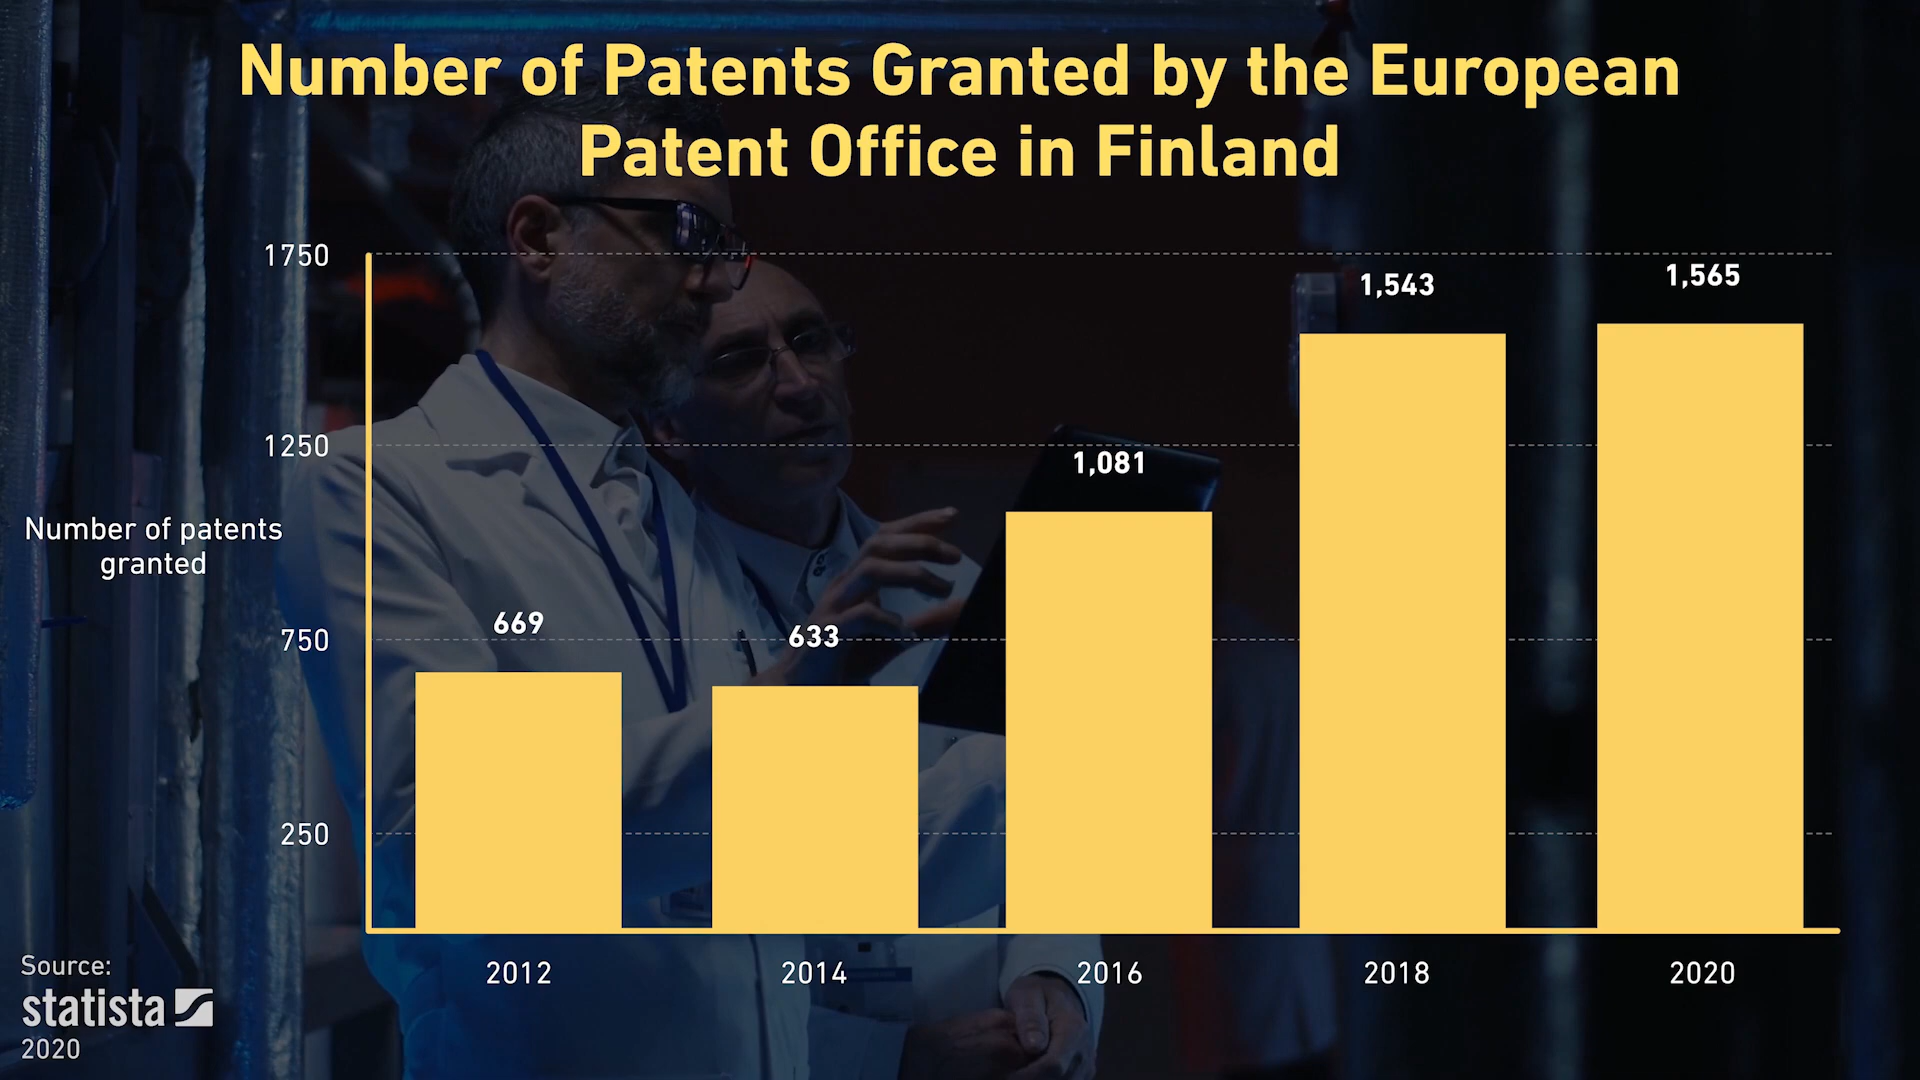 Number of Patents Granted by the European
Patent Office in Finland
1750
1250
750
250
Number of patents
granted
669
633
1,081
1,543
1,565
2012
2014
2016
2018
2020
Source:
statista
2020